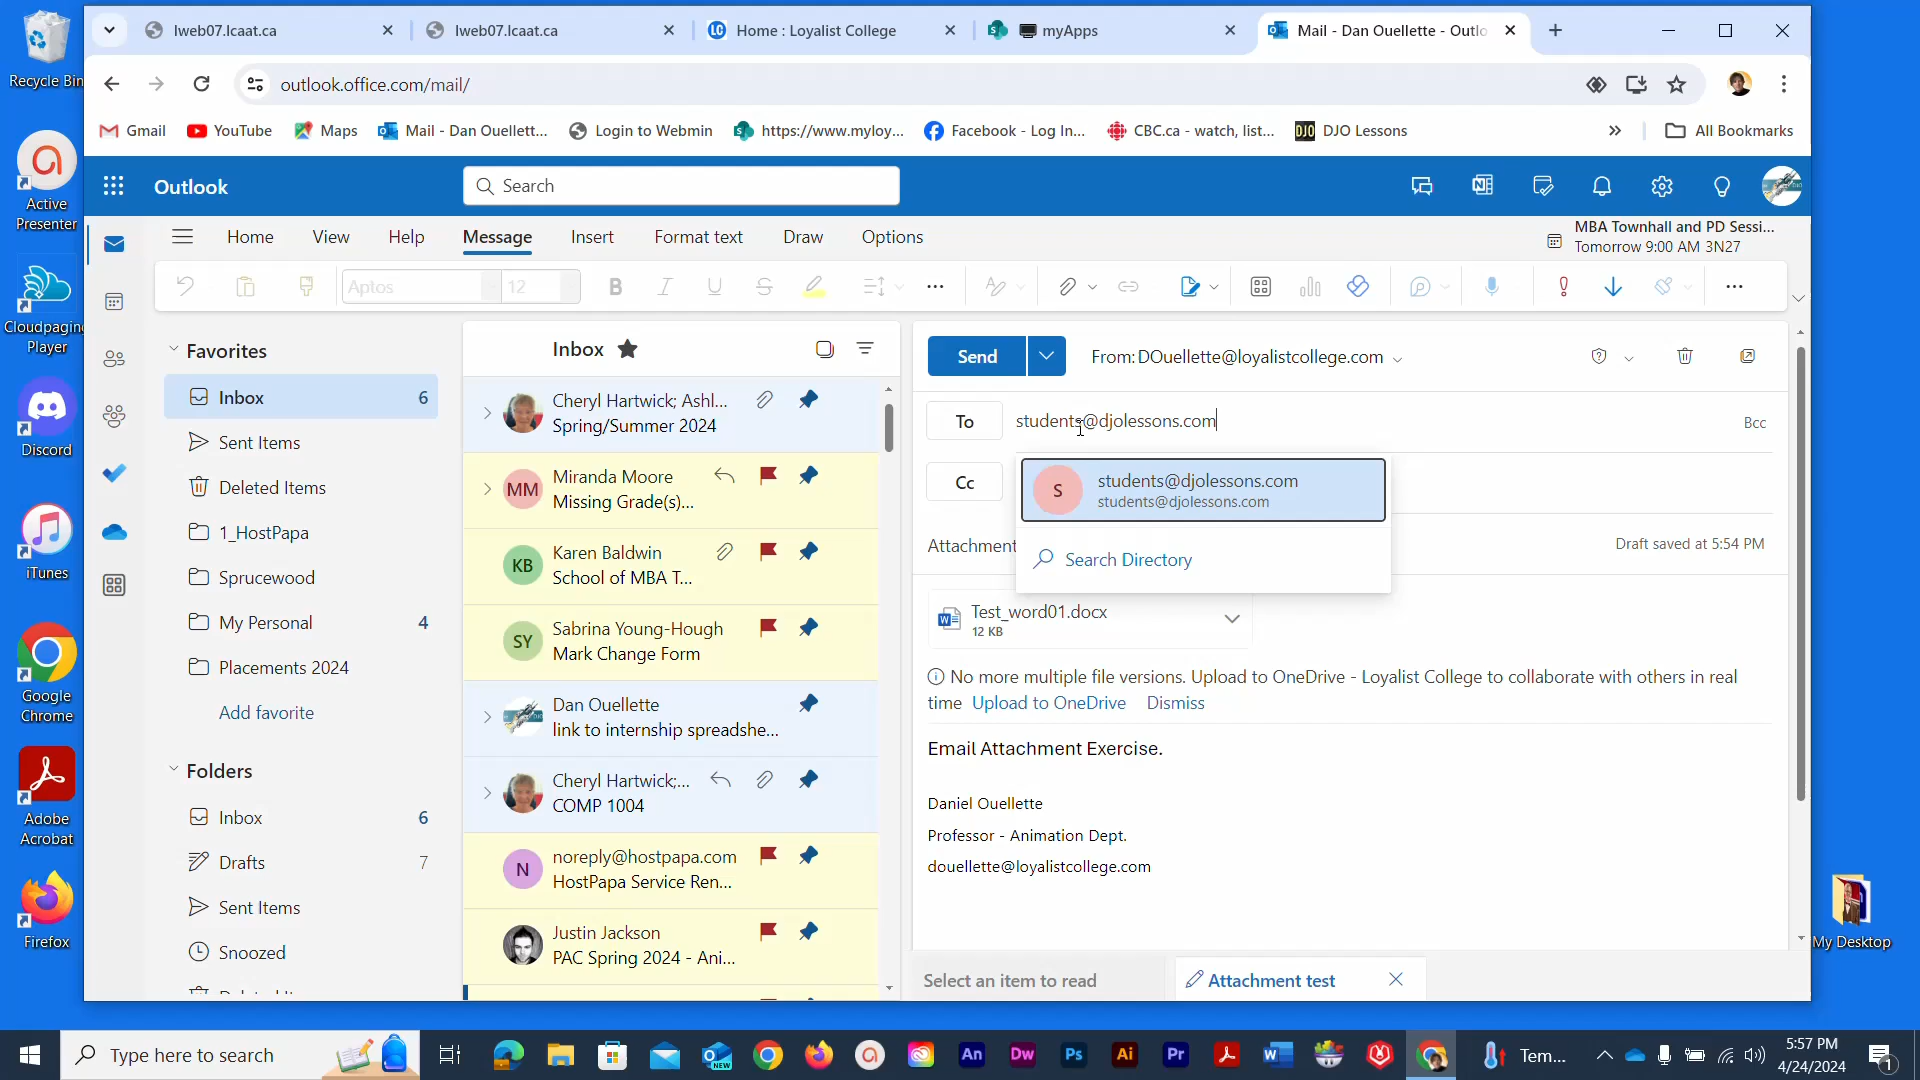 Recycle Bin
Active
Presenter
Cloudpaging
Player
Discord
iTunes
Google
Chrome
Adobe
Acrobat
Firefox
My Desktop
lweb07.lcaat.ca
lweb07.lcaat.ca
Home : Loyalist College
myApps
Mail - Dan Ouellette - Outlo
outlook.office.com/mail/
Gmail
YouTube
Maps
Mail - Dan Ouellett...
Login to Webmin
https://www.myloy...
Facebook - Log In...
CBC.ca - watch, list...
DJO Lessons
All Bookmarks
Outlook
Search
Home
View
Help
Message
Insert
Format text
Draw
Options
MBA Townhall and PD Sessi...
Tomorrow 9:00 AM 3N27
Aptos
12
Favorites
Inbox 6
Sent Items
Deleted Items
1_HostPapa
Sprucewood
My Personal 4
Placements 2024
Add favorite
Folders
Inbox 6
Drafts 7
Sent Items
Snoozed
Inbox
Cheryl Hartwick; Ashl...
Spring/Summer 2024
MM
Miranda Moore
Missing Grade(s)...
KB
Karen Baldwin
School of MBA T...
SY
Sabrina Young-Hough
Mark Change Form
Dan Ouellette
link to internship spreadshe...
Cheryl Hartwick;...
COMP 1004
N
noreply@hostpapa.com
HostPapa Service Ren...
Justin Jackson
PAC Spring 2024 - Ani...
Send
From: DOuellette@loyalistcollege.com
To
students@djolessons.com
Bcc
Cc
S
students@djolessons.com
students@djolessons.com
Search Directory
Attachment
Draft saved at 5:54 PM
Test_word01.docx
12 KB
No more multiple file versions. Upload to OneDrive - Loyalist College to collaborate with others in real
time Upload to OneDrive Dismiss
Email Attachment Exercise.
Daniel Ouellette
Professor - Animation Dept.
douellette@loyalistcollege.com
Select an item to read
Attachment test
Type here to search
NEW
An
Dw
Ps
Ai
Pr
Tem...
5:57 PM
4/24/2024
1